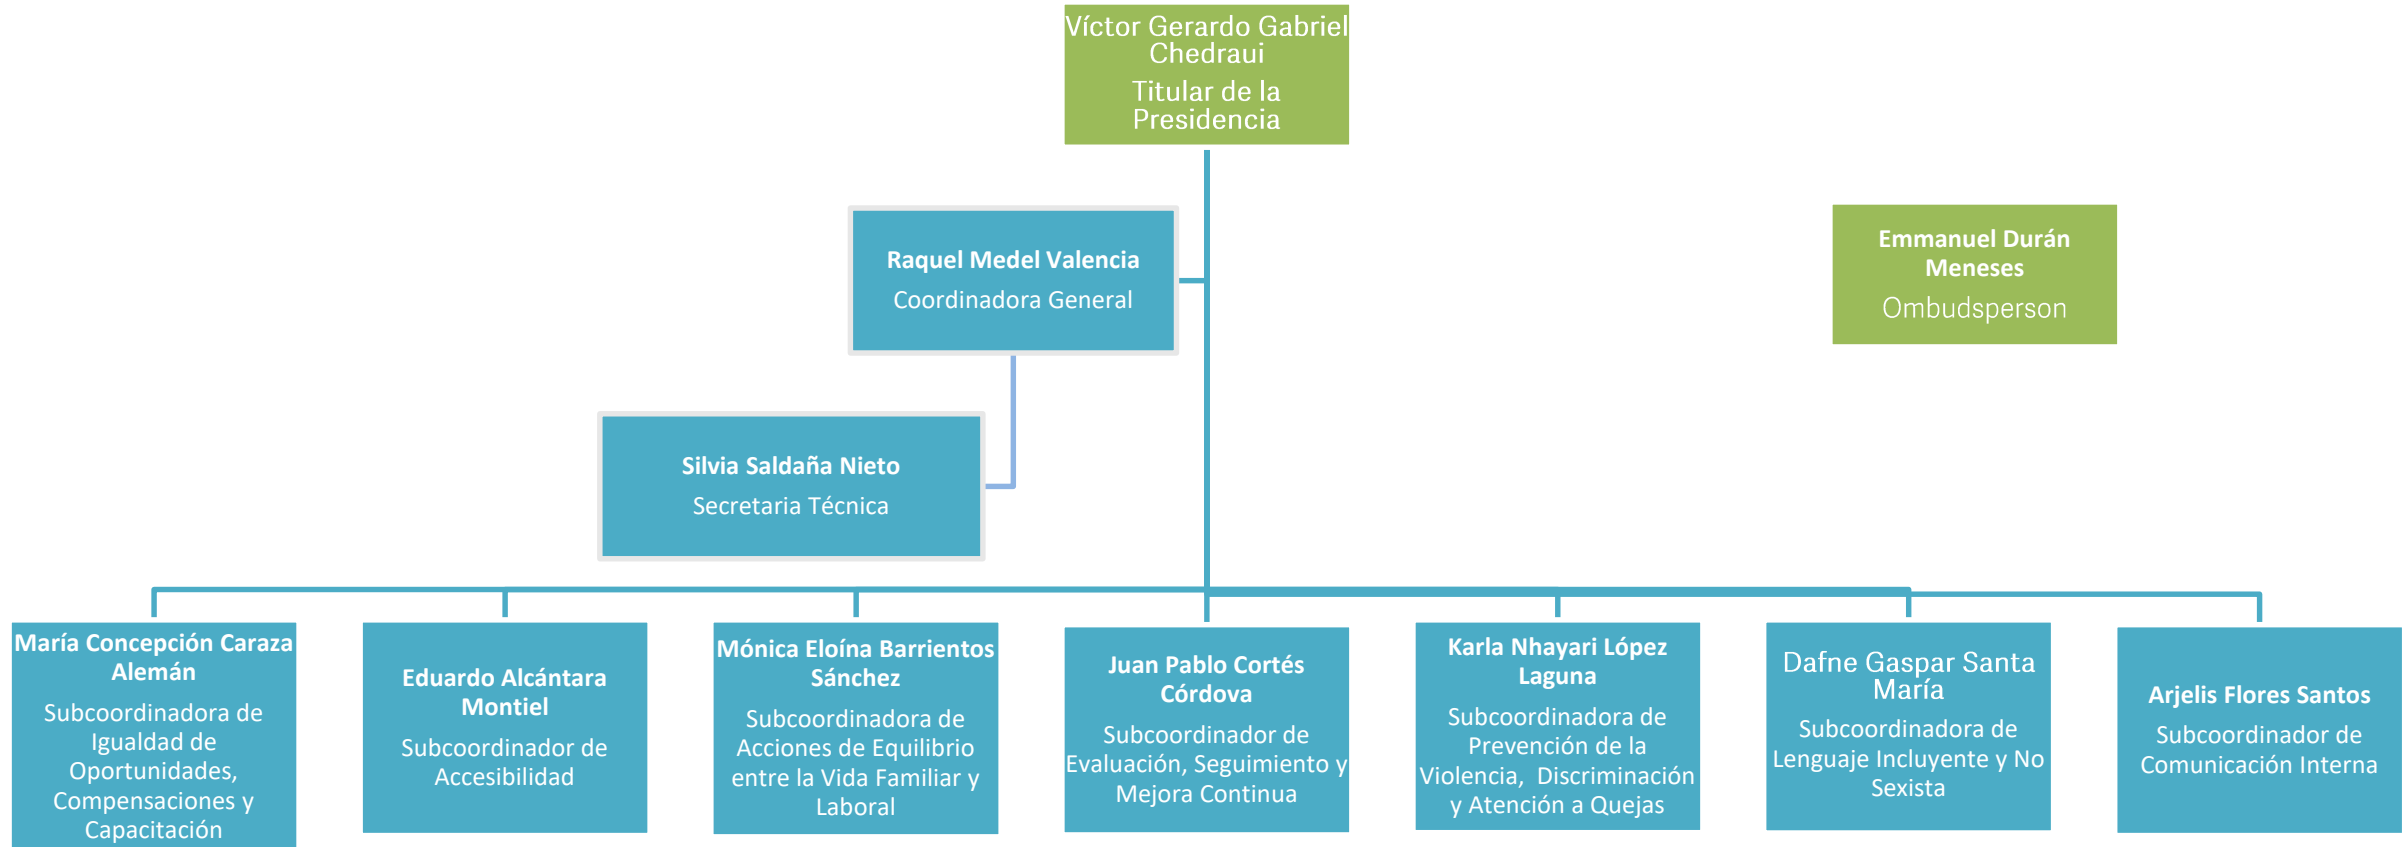 Víctor Gerardo Gabriel
Chedraui
Titular de la
Presidencia
Raquel Medel Valencia
Coordinadora General
Emmanuel Durán
Meneses
Ombudsperson
Silvia Saldaña Nieto
Secretaria Técnica
María Concepción Caraza
Alemán
Subcoordinadora de
Igualdad de
Oportunidades,
Compensaciones y
Capacitación
Eduardo Alcántara
Montiel
Subcoordinador de
Accesibilidad
Mónica Eloína Barrientos
Sánchez
Subcoordinadora de
Acciones de Equilibrio
entre la Vida Familiar y
Laboral
Juan Pablo Cortés
Córdova
Subcoordinador de
Evaluación, Seguimiento y
Mejora Continua
Karla Nhayari López
Laguna
Subcoordinadora de
Prevención de la
Violencia, Discriminación
y Atención a Quejas
Dafne Gaspar Santa
María
Subcoordinadora de
Lenguaje Incluyente y No
Sexista
Arjelis Flores Santos
Subcoordinador de
Comunicación Interna